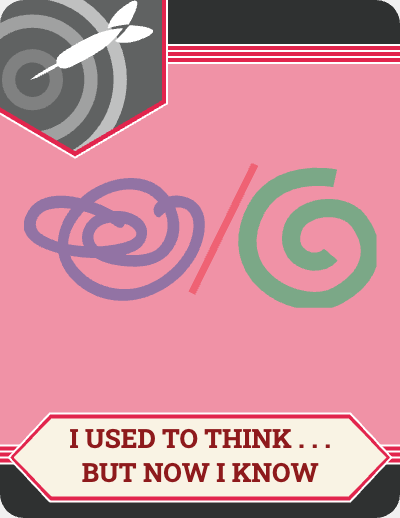 I USED TO THINK . . .
BUT NOW I KNOW